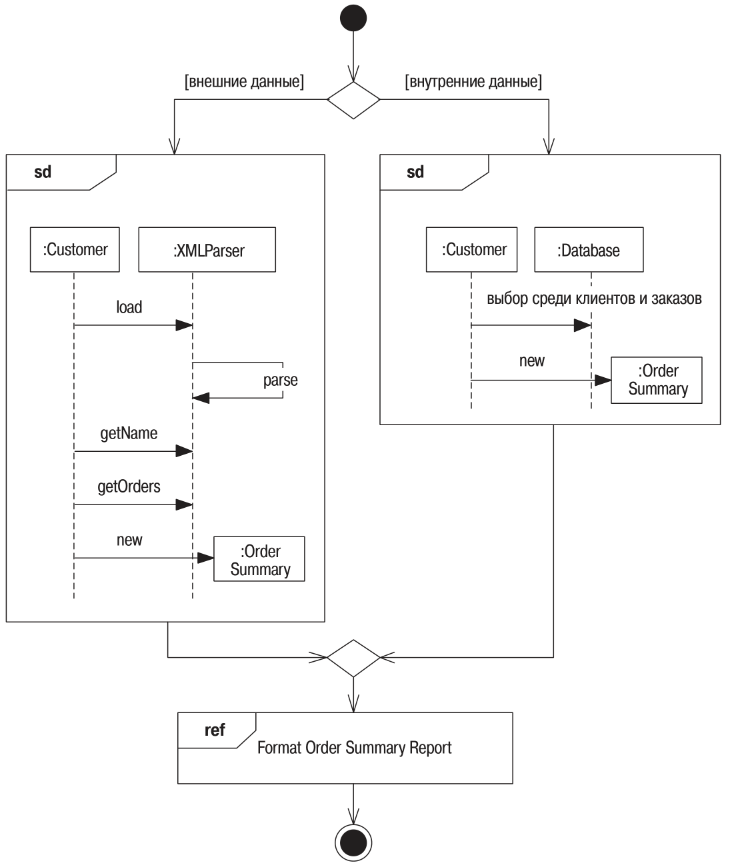 [внешние данные]
[внутренние данные]
sd
:Customer
:XMLParser
load
parse
getName
getOrders
new
:Order
Summary
sd
:Customer
:Database
выбор среди клиентов и заказов
new
:Order
Summary
ref
Format Order Summary Report